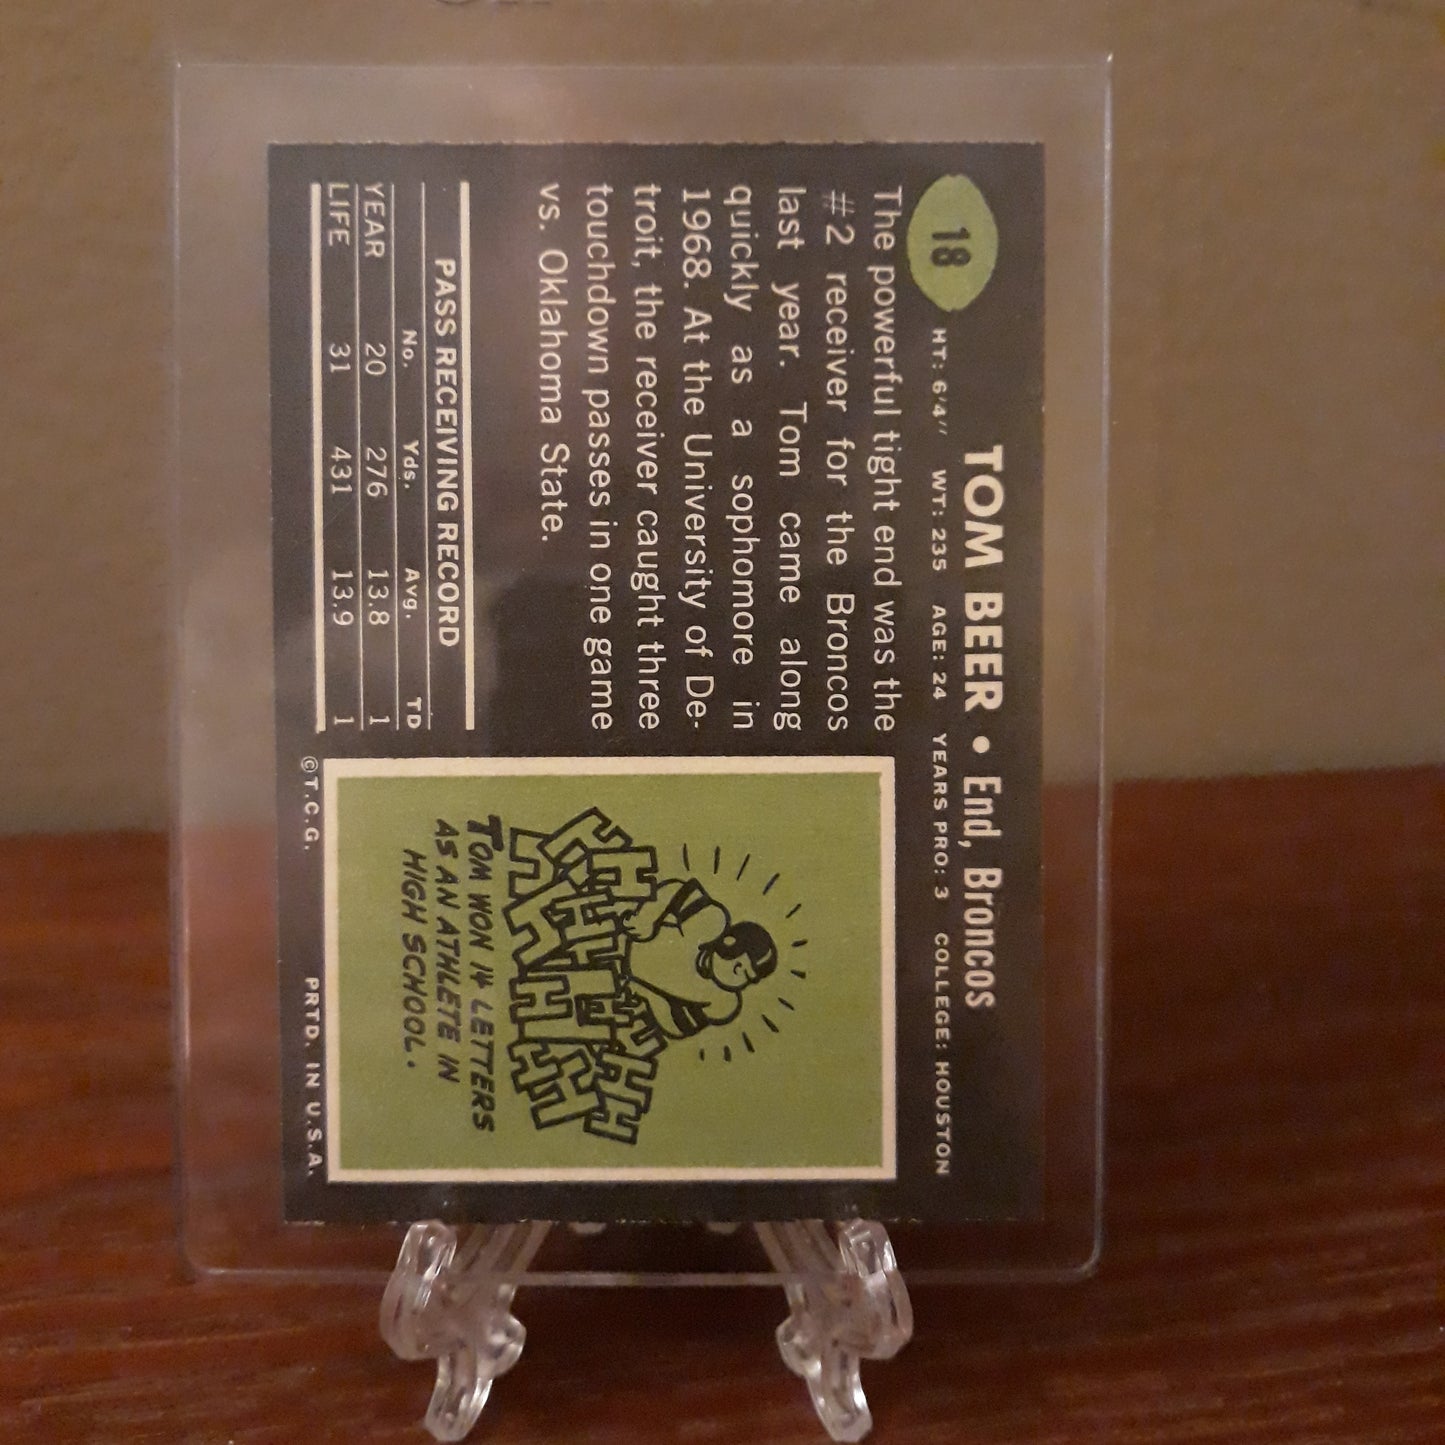 18
TOM BEER • End, Broncos
HT: 6'4" WT: 235 AGE: 24 YEARS PRO: 3 COLLEGE: HOUSTON
The powerful tight end was the
#2 receiver for the Broncos
last year. Tom came along
quickly as a sophomore in
1968. At the University of De-
troit, the receiver caught three
touchdown passes in one game
vs. Oklahoma State.
PASS RECEIVING RECORD
No. Yds. Avg. TD
YEAR 20 276 13.8 1
LIFE 31 431 13.9 1
TOM WON 14 LETTERS
AS AN ATHLETE IN
HIGH SCHOOL.
©T.C.G. PRTD. IN U.S.A.